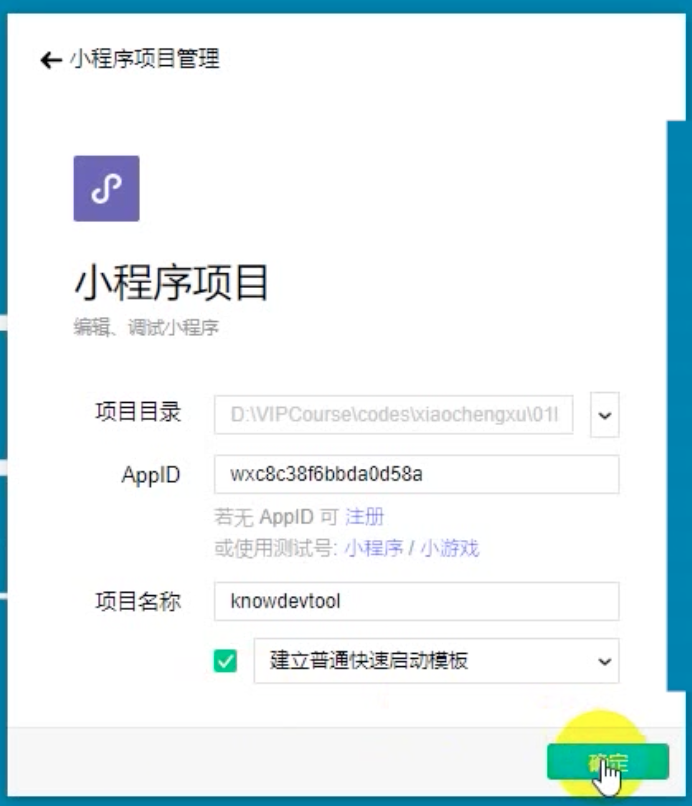 小程序项目管理
小程序项目
编辑、调试小程序
项目目录 D:\VIPCourse\codes\xiaochengxu\01l
AppID wxc8c38f6bbda0d58a
若无 AppID 可 注册
或使用测试号: 小程序 / 小游戏
项目名称 knowdevtool
建立普通快速启动模板
确定